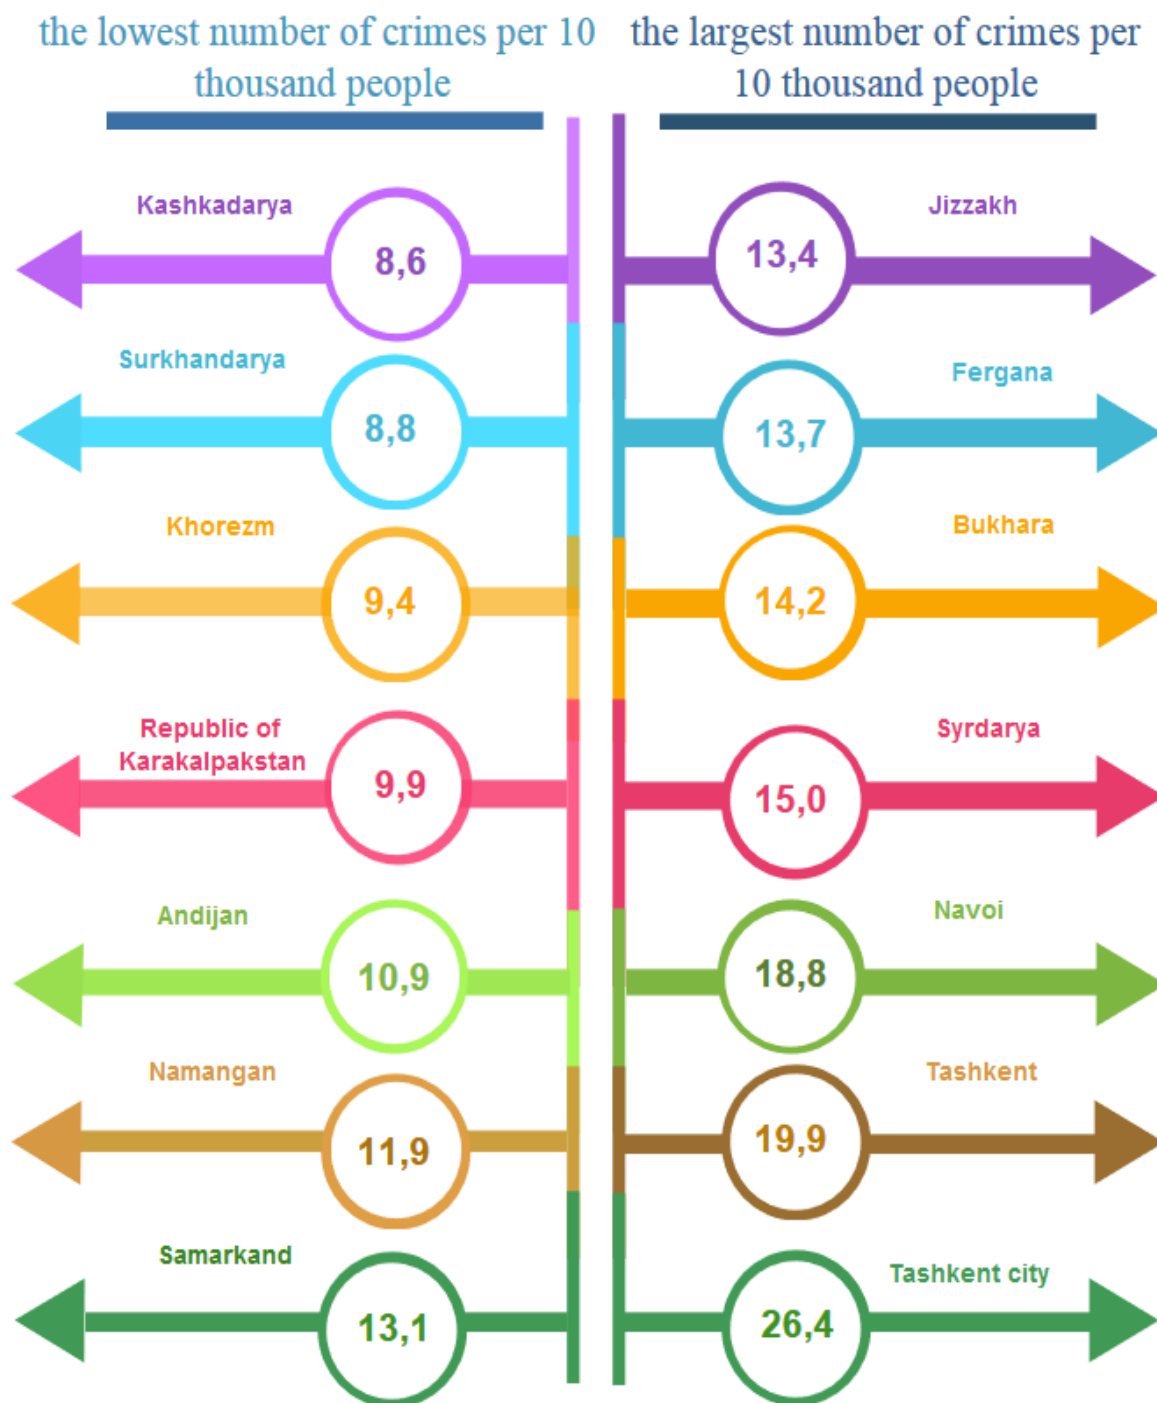 the lowest number of crimes per 10
thousand people
the largest number of crimes per
10 thousand people
Kashkadarya
8,6
Jizzakh
13,4
Surkhandarya
8,8
Fergana
13,7
Khorezm
9,4
Bukhara
14,2
Republic of
Karakalpakstan
9,9
Syrdarya
15,0
Andijan
10,9
Navoi
18,8
Namangan
11,9
Tashkent
19,9
Samarkand
13,1
Tashkent city
26,4